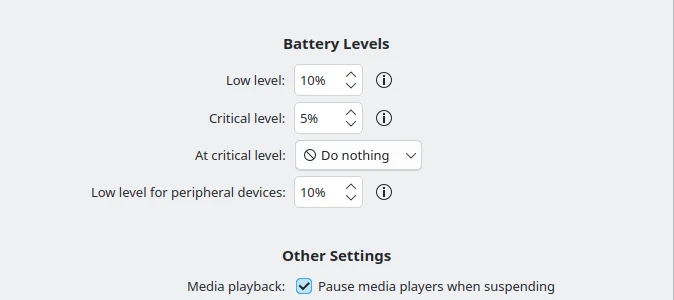 Battery Levels
Low level: 10%
Critical level: 5%
At critical level: Do nothing
Low level for peripheral devices: 10%
Other Settings
Media playback: Pause media players when suspending